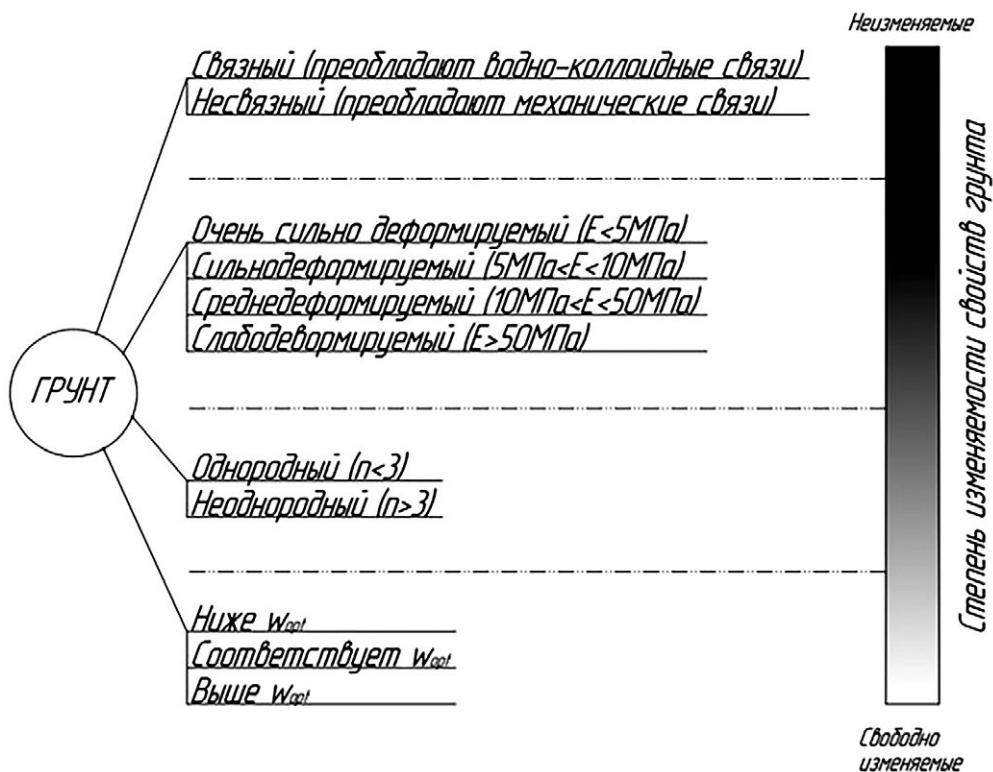 Неизменяемые
Связный (преобладают водно-коллоидные связи)
Несвязный (преобладают механические связи)
Очень сильно деформируемый (E<5МПа)
Сильнодеформируемый (5МПа<E<10МПа)
Среднедеформируемый (10МПа<E<50МПа)
Слабодевормируемый (E>50МПа)
ГРУНТ
Однородный (n<3)
Неоднородный (n>3)
Ниже wopt
Соответствует wopt
Выше wopt
Степень изменяемости свойств грунта
Свободно
изменяемые